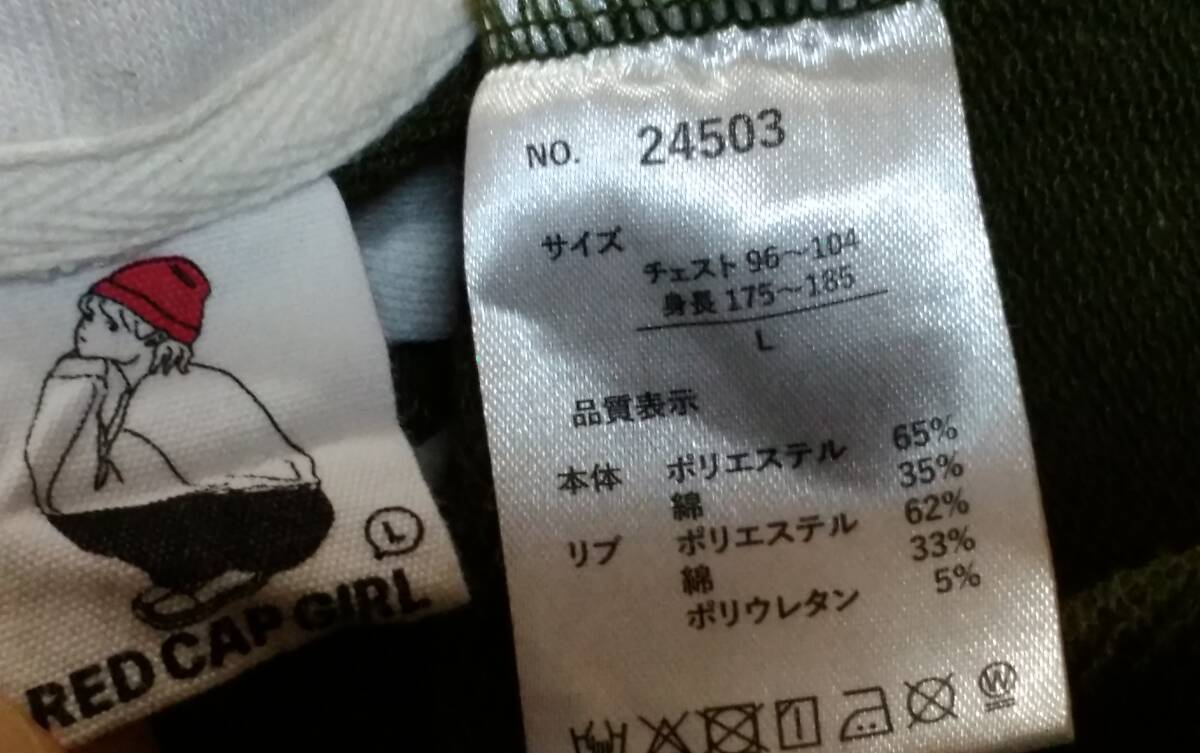 L
RED CAP GIRL
NO. 24503
サイズ
チェスト 96～104
身長 175～185
L
品質表示
本体 ポリエステル 65%
綿 35%
リブ ポリエステル 62%
綿 33%
ポリウレタン 5%
W